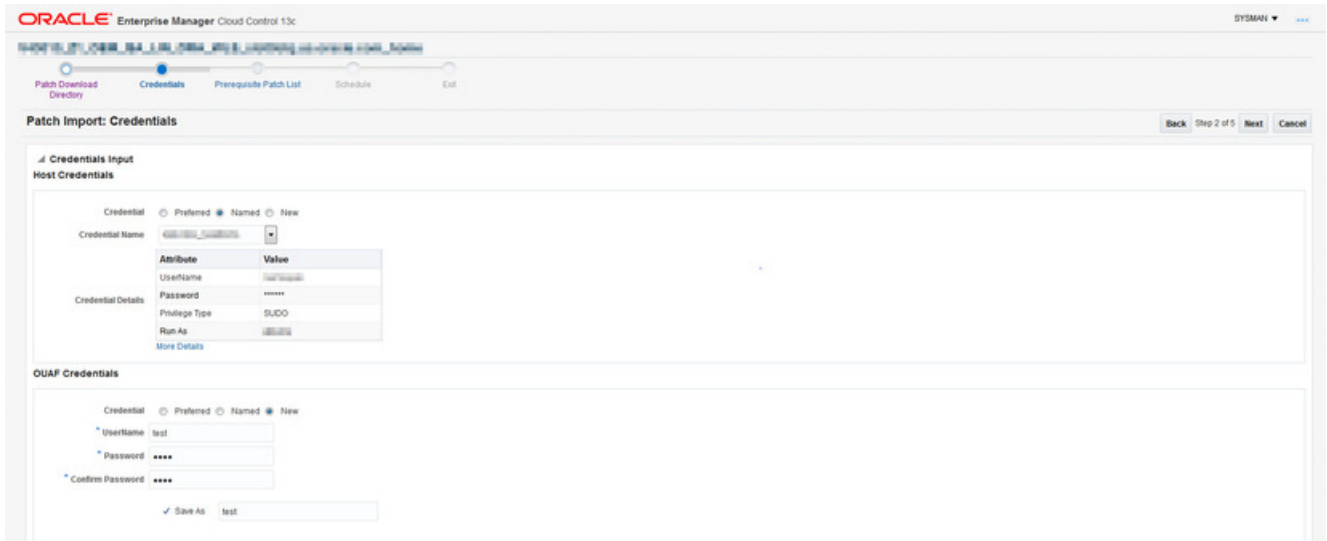 ORACLE Enterprise Manager Cloud Control 13c
SYSMAN
Patch Download Directory
Credentials
Prerequisite Patch List
Schedule
Exit
Patch Import: Credentials
Back Step 2 of 5 Next Cancel
Credentials Input
Host Credentials
Credential Preferred Named New
Credential Name
Attribute Value
UserName
Credential Details
Password ******
Privilege Type SUDO
Run As
More Details
OUAF Credentials
Credential Preferred Named New
* UserName test
* Password ••••
* Confirm Password ••••
✓ Save As test